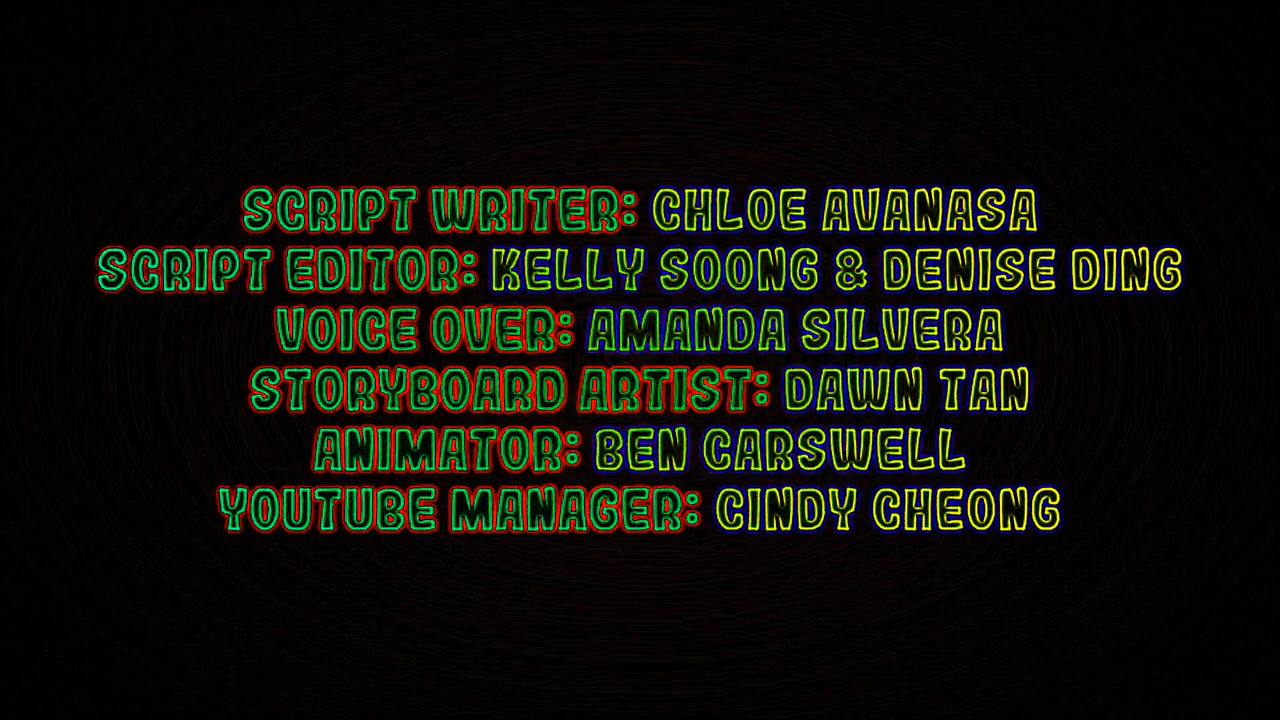 SCRIPT WRITER: CHLOE AVANASA
SCRIPT EDITOR: KELLY SOONG & DENISE DING
VOICE OVER: AMANDA SILVERA
STORYBOARD ARTIST: DAWN TAN
ANIMATOR: BEN CARSWELL
YOUTUBE MANAGER: CINDY CHEONG